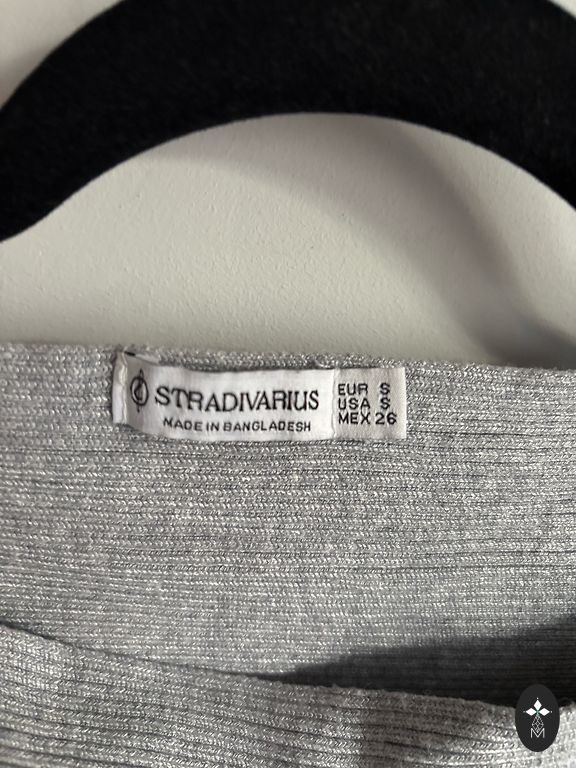 STRADIVARIUS
MADE IN BANGLADESH
EUR S
USA S
MEX 26
M